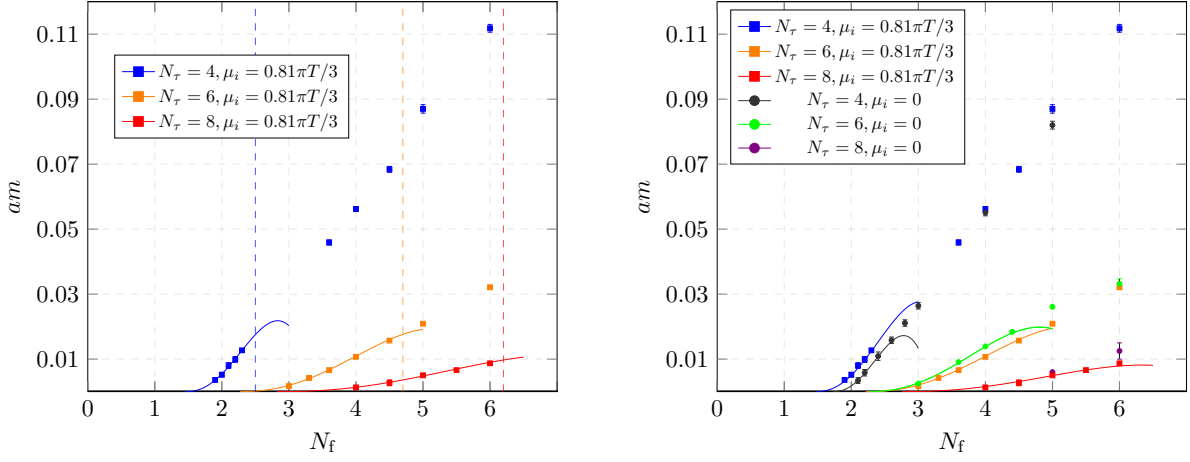 0.11
0.09
0.07
0.05
0.03
0.01
am
N_τ = 4, μ_i = 0.81πT/3
N_τ = 6, μ_i = 0.81πT/3
N_τ = 8, μ_i = 0.81πT/3
0 1 2 3 4 5 6
N_f
0.11
0.09
0.07
0.05
0.03
0.01
am
N_τ = 4, μ_i = 0.81πT/3
N_τ = 6, μ_i = 0.81πT/3
N_τ = 8, μ_i = 0.81πT/3
N_τ = 4, μ_i = 0
N_τ = 6, μ_i = 0
N_τ = 8, μ_i = 0
0 1 2 3 4 5 6
N_f